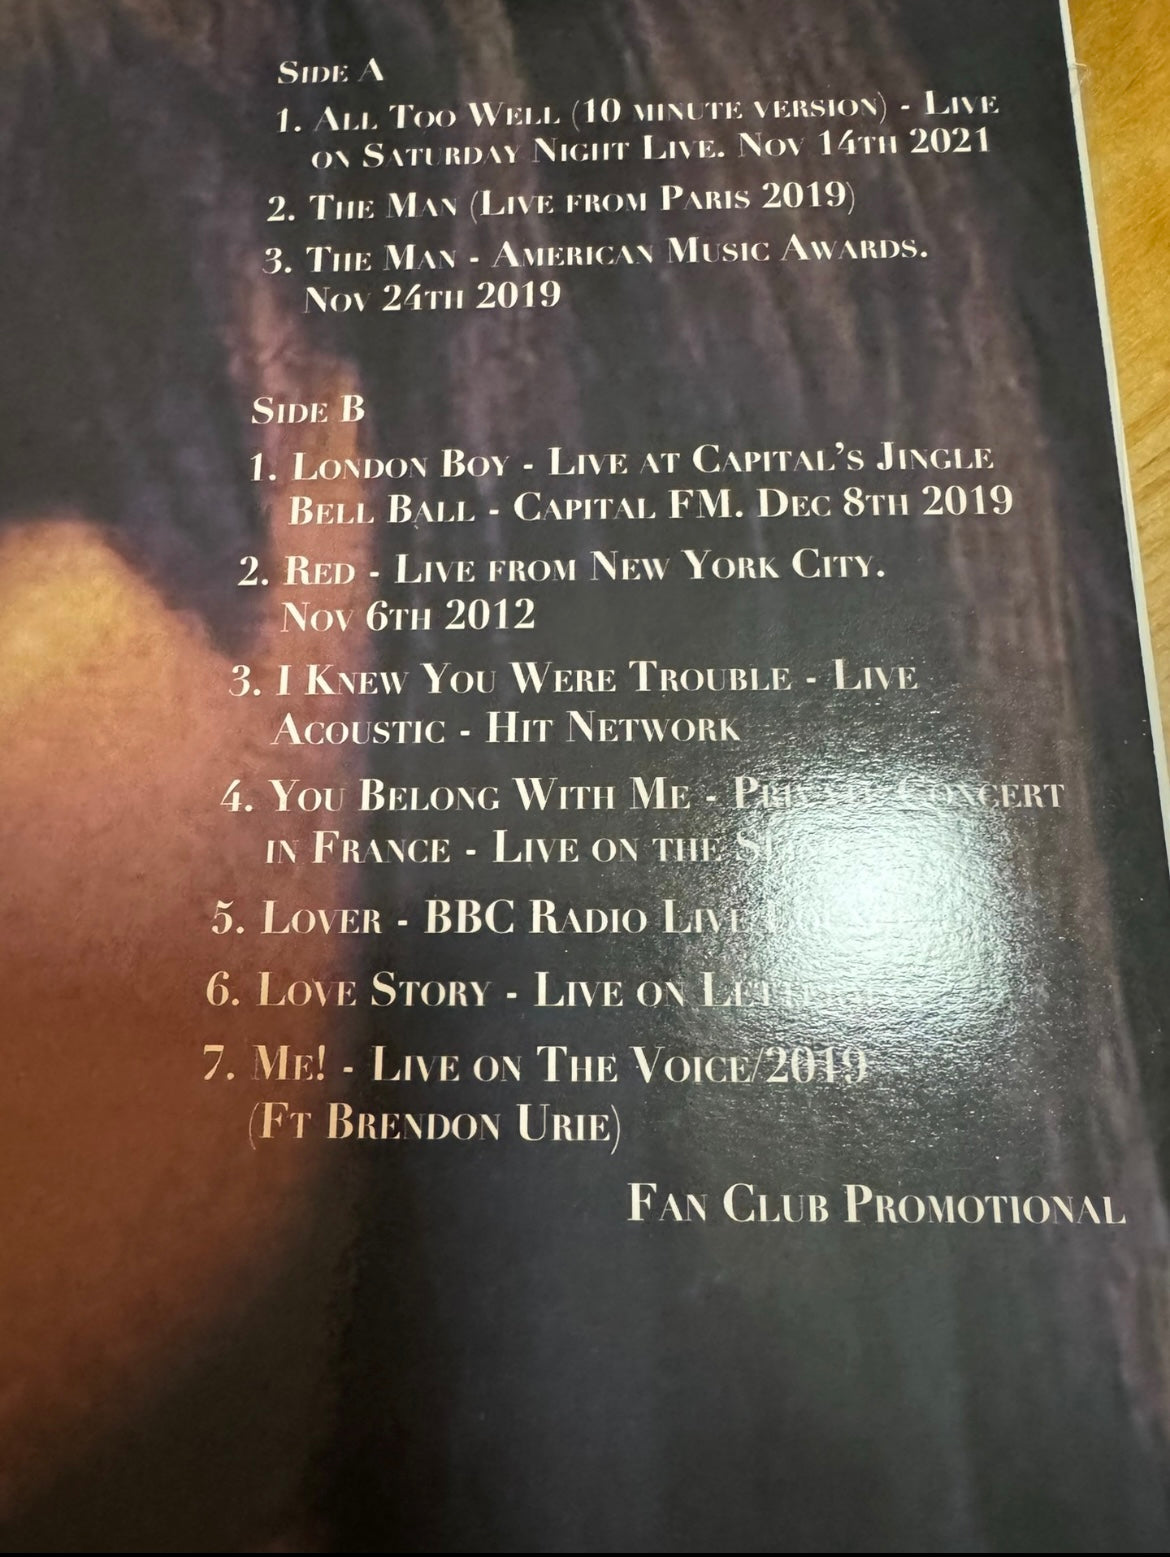 Side A
1. All Too Well (10 minute version) - Live
on Saturday Night Live. Nov 14th 2021
2. The Man (Live from Paris 2019)
3. The Man - American Music Awards.
Nov 24th 2019
Side B
1. London Boy - Live at Capital's Jingle
Bell Ball - Capital FM. Dec 8th 2019
2. Red - Live from New York City.
Nov 6th 2012
3. I Knew You Were Trouble - Live
Acoustic - Hit Network
4. You Belong With Me - Private Concert
in France - Live on the
5. Lover - BBC Radio Live
6. Love Story - Live on
7. Me! - Live on The Voice/2019
(Ft Brendon Urie)
Fan Club Promotional